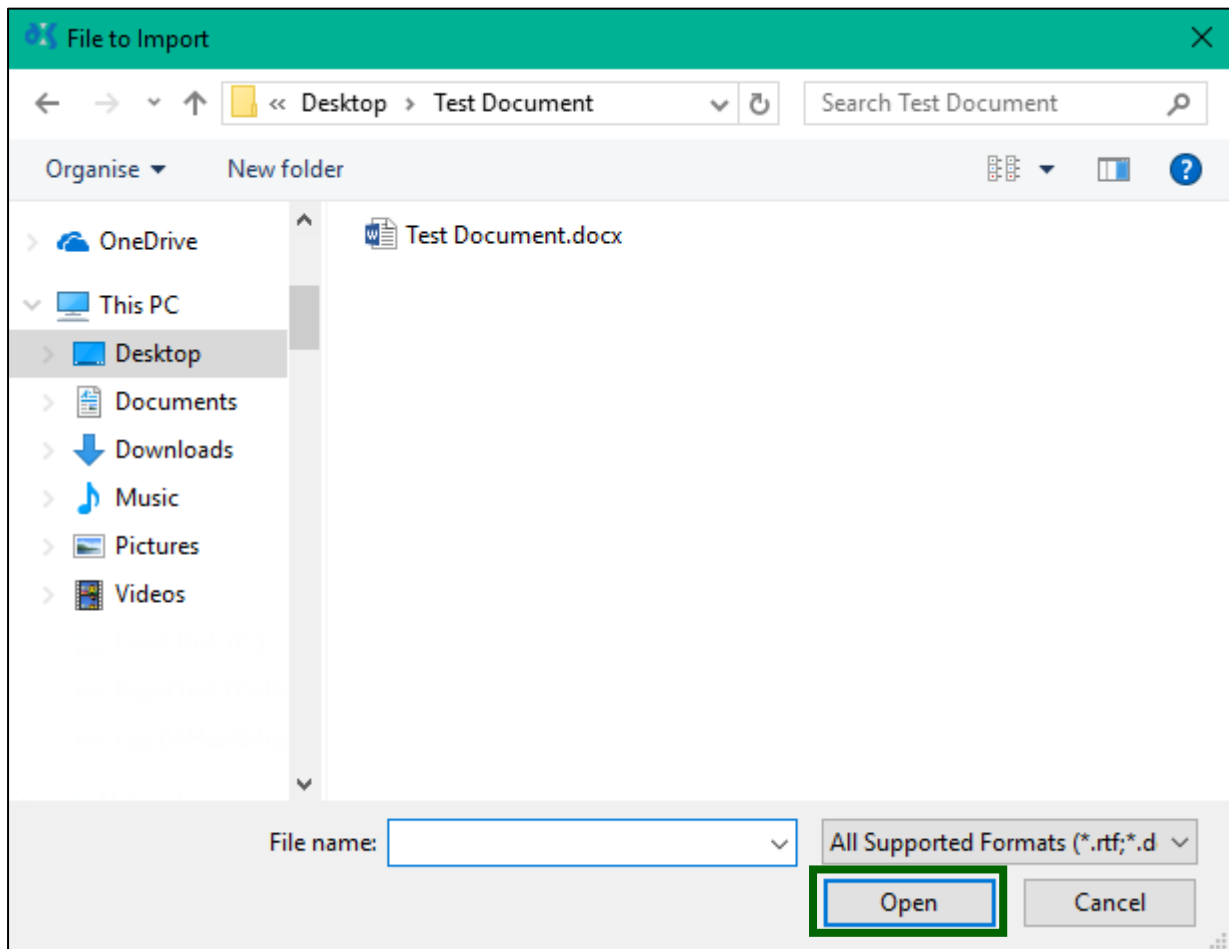 File to Import
« Desktop > Test Document
Search Test Document
Organise
New folder
OneDrive
Test Document.docx
This PC
Desktop
Documents
Downloads
Music
Pictures
Videos
File name:
All Supported Formats (*.rtf;*.d
Open
Cancel